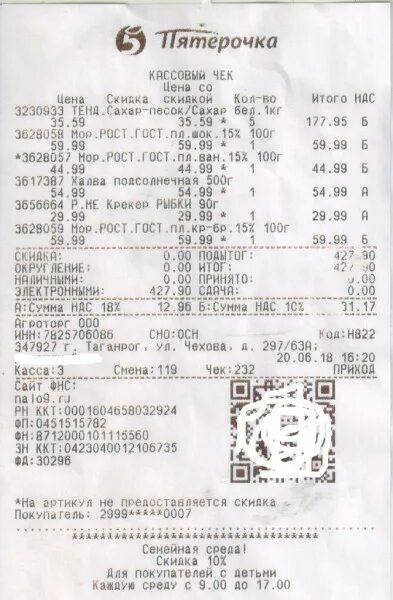 Пятёрочка
КАССОВЫЙ ЧЕК
Цена со
Цена Скидка скидкой Кол-во Итого НДС
3230933 ТЕНД.Сахар-песок/Сахар бел.1кг
35.59 35.59 * 5 177.95 Б
3628058 Мор.РОСТ.ГОСТ.пл.шок.15% 100г
59.99 59.99 * 1 59.99 Б
*3628057 Мор.РОСТ.ГОСТ.пл.ван.15% 100г
44.99 44.99 * 1 44.99 Б
3617387 Халва подсолнечная 500г
54.99 54.99 * 1 54.99 А
3656664 Р.НЕ Крекер РЫБКИ 90г
29.99 29.99 * 1 29.99 А
3628059 Мор.РОСТ.ГОСТ.пл.кр-бр.15% 100г
59.99 59.99 * 1 59.99 Б
СКИДКА: 0.00 ПОДЫТОГ: 427.90
ОКРУГЛЕНИЕ: 0.00 ИТОГ: 427.90
НАЛИЧНЫМИ: 0.00 ПРИНЯТО: 0.00
ЭЛЕКТРОННЫМИ: 427.90 СДАЧА: 0.00
А:Сумма НДС 18% 12.96 Б:Сумма НДС 10% 31.17
Агроторг ООО
ИНН:7825706086 СНО:ОСН Код:H822
347927 г. Таганрог, ул. Чехова, д. 297/63А;
20.06.18 16:20
Касса:3 Смена:119 Чек:232 ПРИХОД
Сайт ФНС:
nalog.ru
РН ККТ:0001604658032924
ФП:0451515782
ФН:8712000101115560
ЗН ККТ:0423040012106735
ФД:30296
*На артикул не предоставляется скидка
Покупатель: 2999*****0007
Семейная среда!
Скидка 10%
Для покупателей с детьми
Каждую среду с 9.00 до 17.00